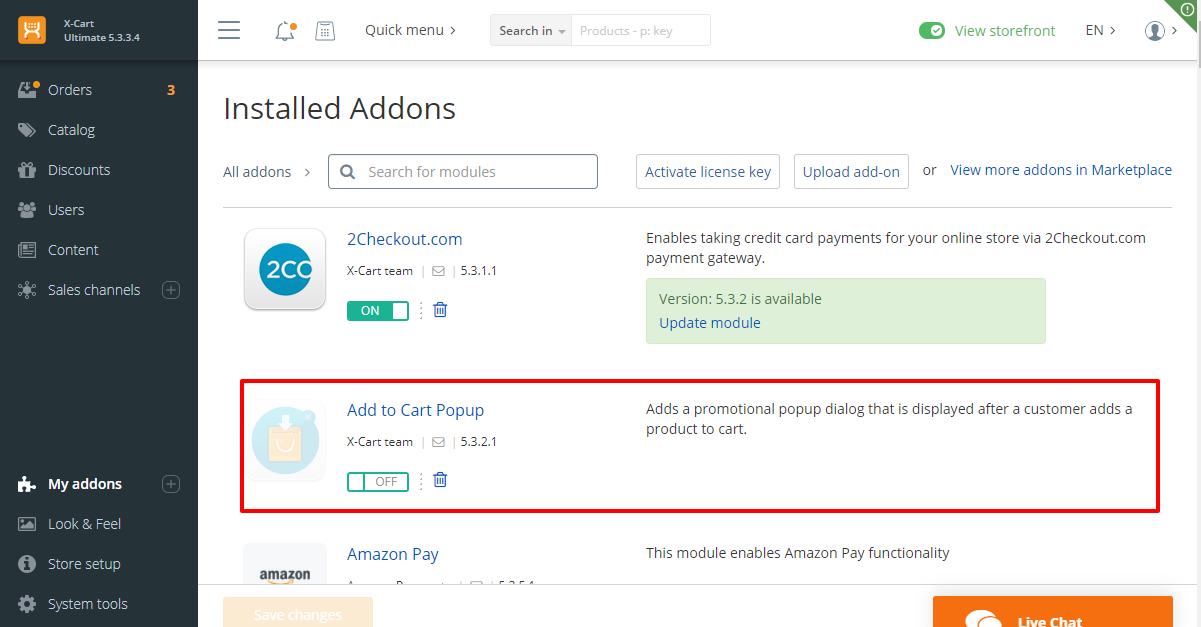 X-Cart
Ultimate 5.3.3.4
Quick menu
Search in
Products - p: key
View storefront
EN
Orders
3
Catalog
Discounts
Users
Content
Sales channels
My addons
Look & Feel
Store setup
System tools
Installed Addons
All addons
Search for modules
Activate license key
Upload add-on
or
View more addons in Marketplace
2CO
2Checkout.com
X-Cart team | | 5.3.1.1
ON
Enables taking credit card payments for your online store via 2Checkout.com
payment gateway.
Version: 5.3.2 is available
Update module
Add to Cart Popup
X-Cart team | | 5.3.2.1
OFF
Adds a promotional popup dialog that is displayed after a customer adds a
product to cart.
amazon
Amazon Pay
This module enables Amazon Pay functionality
Save changes
Live Chat